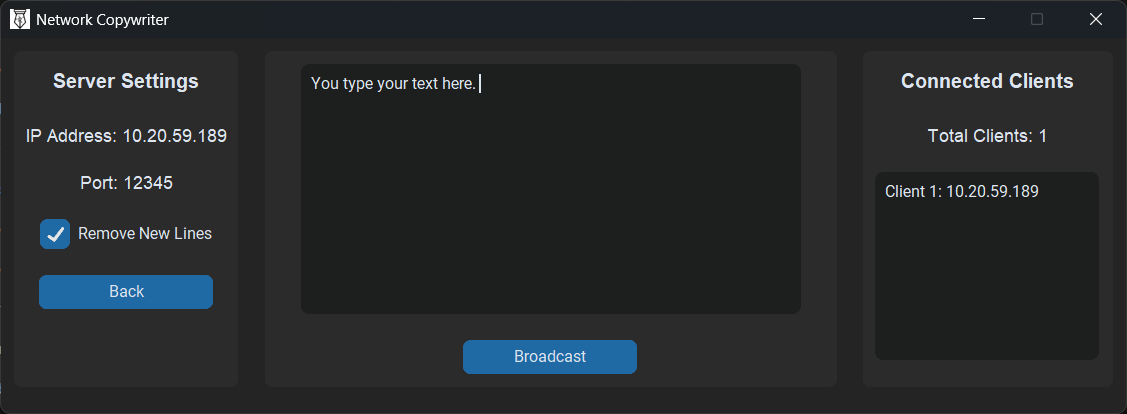 Network Copywriter
Server Settings
IP Address: 10.20.59.189
Port: 12345
Remove New Lines
Back
You type your text here.
Broadcast
Connected Clients
Total Clients: 1
Client 1: 10.20.59.189